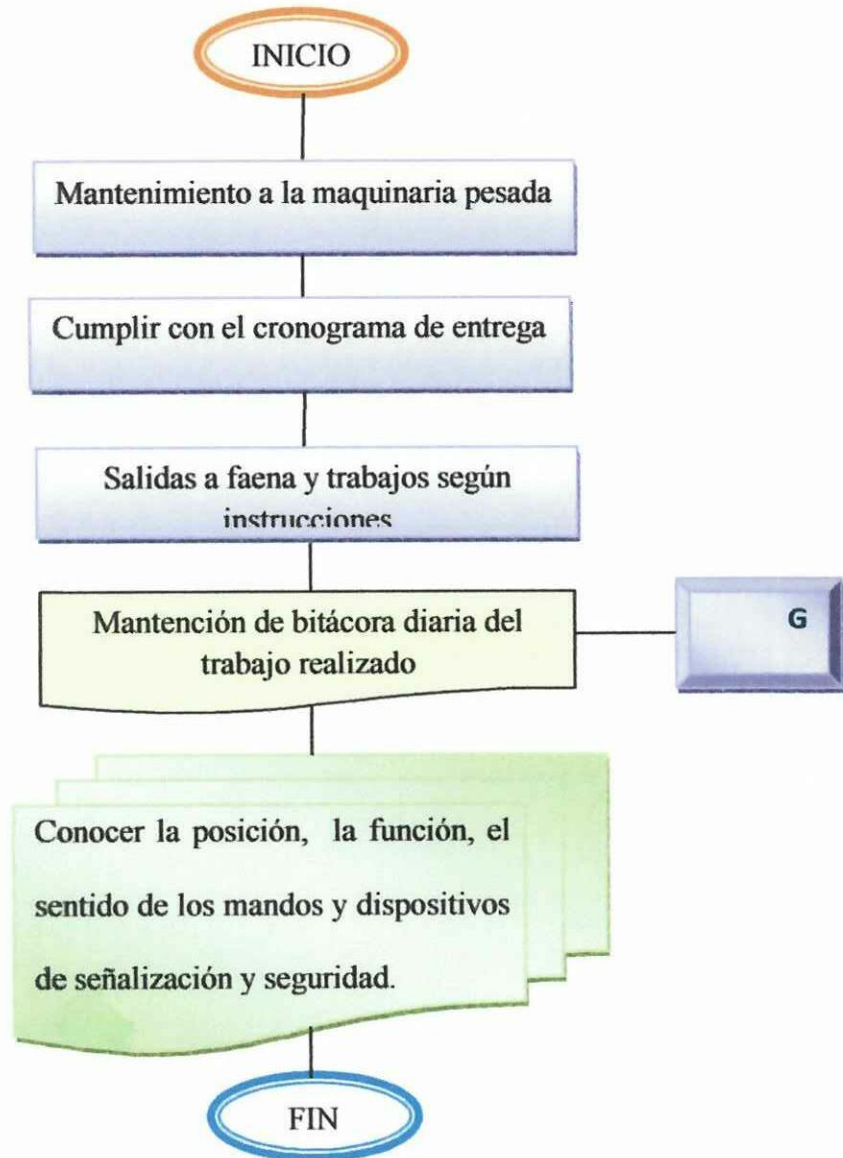 INICIO
Mantenimiento a la maquinaria pesada
Cumplir con el cronograma de entrega
Salidas a faena y trabajos según
instrucciones
Mantención de bitácora diaria del
trabajo realizado
G
Conocer la posición, la función, el
sentido de los mandos y dispositivos
de señalización y seguridad.
FIN